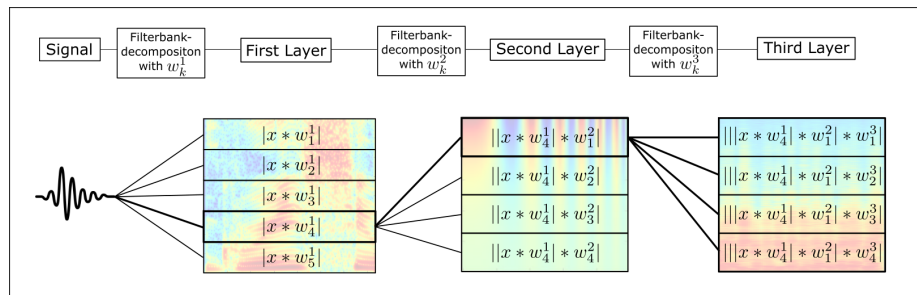 Signal
Filterbank-
decompositon
with $w_k^1$
First Layer
Filterbank-
decompositon
with $w_k^2$
Second Layer
Filterbank-
decompositon
with $w_k^3$
Third Layer
$|x * w_1^1|$
$|x * w_2^1|$
$|x * w_3^1|$
$|x * w_4^1|$
$|x * w_5^1|$
$||x * w_4^1| * w_1^2|$
$||x * w_4^1| * w_2^2|$
$||x * w_4^1| * w_3^2|$
$||x * w_4^1| * w_4^2|$
$|||x * w_4^1| * w_1^2| * w_1^3|$
$|||x * w_4^1| * w_1^2| * w_2^3|$
$|||x * w_4^1| * w_1^2| * w_3^3|$
$|||x * w_4^1| * w_1^2| * w_4^3|$